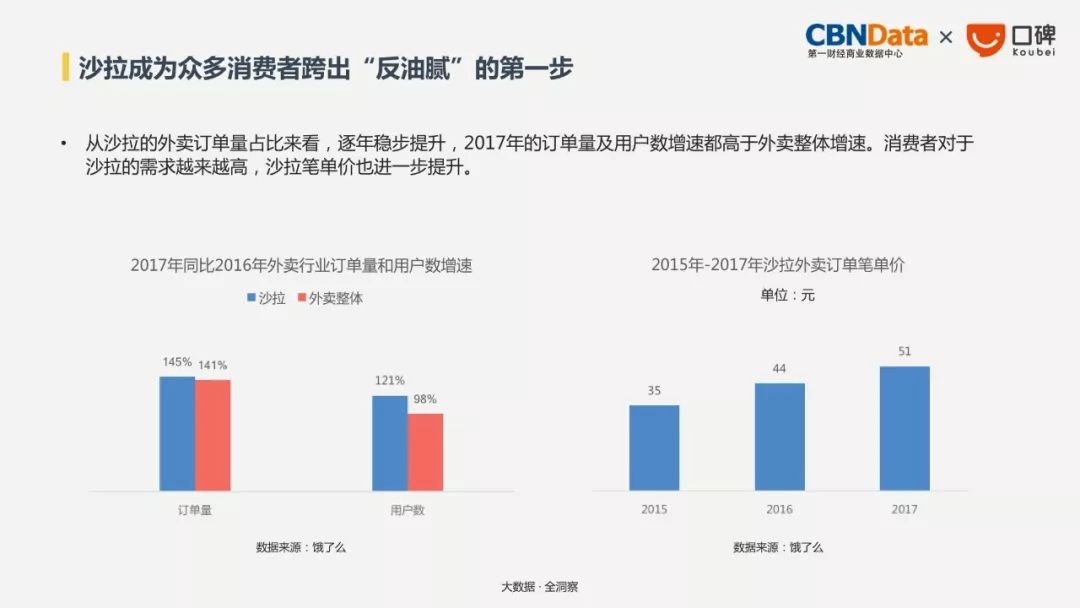 CBNData × 口碑
第一财经商业数据中心 Koubei
沙拉成为众多消费者跨出“反油腻”的第一步
• 从沙拉的外卖订单量占比来看，逐年稳步提升，2017年的订单量及用户数增速都高于外卖整体增速。消费者对于
沙拉的需求越来越高，沙拉笔单价也进一步提升。
2017年同比2016年外卖行业订单量和用户数增速
沙拉 外卖整体
145% 141%
121%
98%
订单量 用户数
数据来源：饿了么
2015年-2017年沙拉外卖订单笔单价
单位：元
35
44
51
2015 2016 2017
数据来源：饿了么
大数据·全洞察